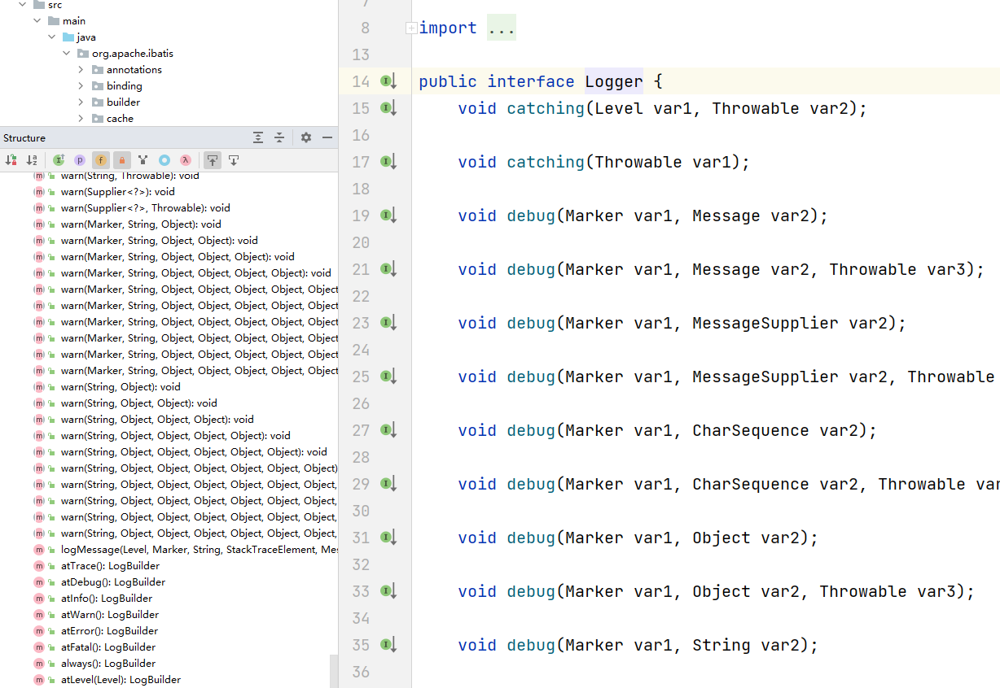 src
main
java
org.apache.ibatis
annotations
binding
builder
cache
Structure
warn(String, Throwable): void
warn(Supplier<?>): void
warn(Supplier<?>, Throwable): void
warn(Marker, String, Object): void
warn(Marker, String, Object, Object): void
warn(Marker, String, Object, Object, Object): void
warn(Marker, String, Object, Object, Object, Object): void
warn(Marker, String, Object, Object, Object, Object, Object
warn(Marker, String, Object, Object, Object, Object, Object
warn(Marker, String, Object, Object, Object, Object, Object
warn(Marker, String, Object, Object, Object, Object, Object
warn(Marker, String, Object, Object, Object, Object, Object
warn(Marker, String, Object, Object, Object, Object, Object
warn(String, Object): void
warn(String, Object, Object): void
warn(String, Object, Object, Object): void
warn(String, Object, Object, Object, Object): void
warn(String, Object, Object, Object, Object, Object): void
warn(String, Object, Object, Object, Object, Object, Object)
warn(String, Object, Object, Object, Object, Object, Object,
warn(String, Object, Object, Object, Object, Object, Object,
warn(String, Object, Object, Object, Object, Object, Object,
warn(String, Object, Object, Object, Object, Object, Object,
logMessage(Level, Marker, String, StackTraceElement, Mes
atTrace(): LogBuilder
atDebug(): LogBuilder
atInfo(): LogBuilder
atWarn(): LogBuilder
atError(): LogBuilder
atFatal(): LogBuilder
always(): LogBuilder
atLevel(Level): LogBuilder
7
8 import ...
13
14 public interface Logger {
15 void catching(Level var1, Throwable var2);
16
17 void catching(Throwable var1);
18
19 void debug(Marker var1, Message var2);
20
21 void debug(Marker var1, Message var2, Throwable var3);
22
23 void debug(Marker var1, MessageSupplier var2);
24
25 void debug(Marker var1, MessageSupplier var2, Throwable
26
27 void debug(Marker var1, CharSequence var2);
28
29 void debug(Marker var1, CharSequence var2, Throwable var
30
31 void debug(Marker var1, Object var2);
32
33 void debug(Marker var1, Object var2, Throwable var3);
34
35 void debug(Marker var1, String var2);
36